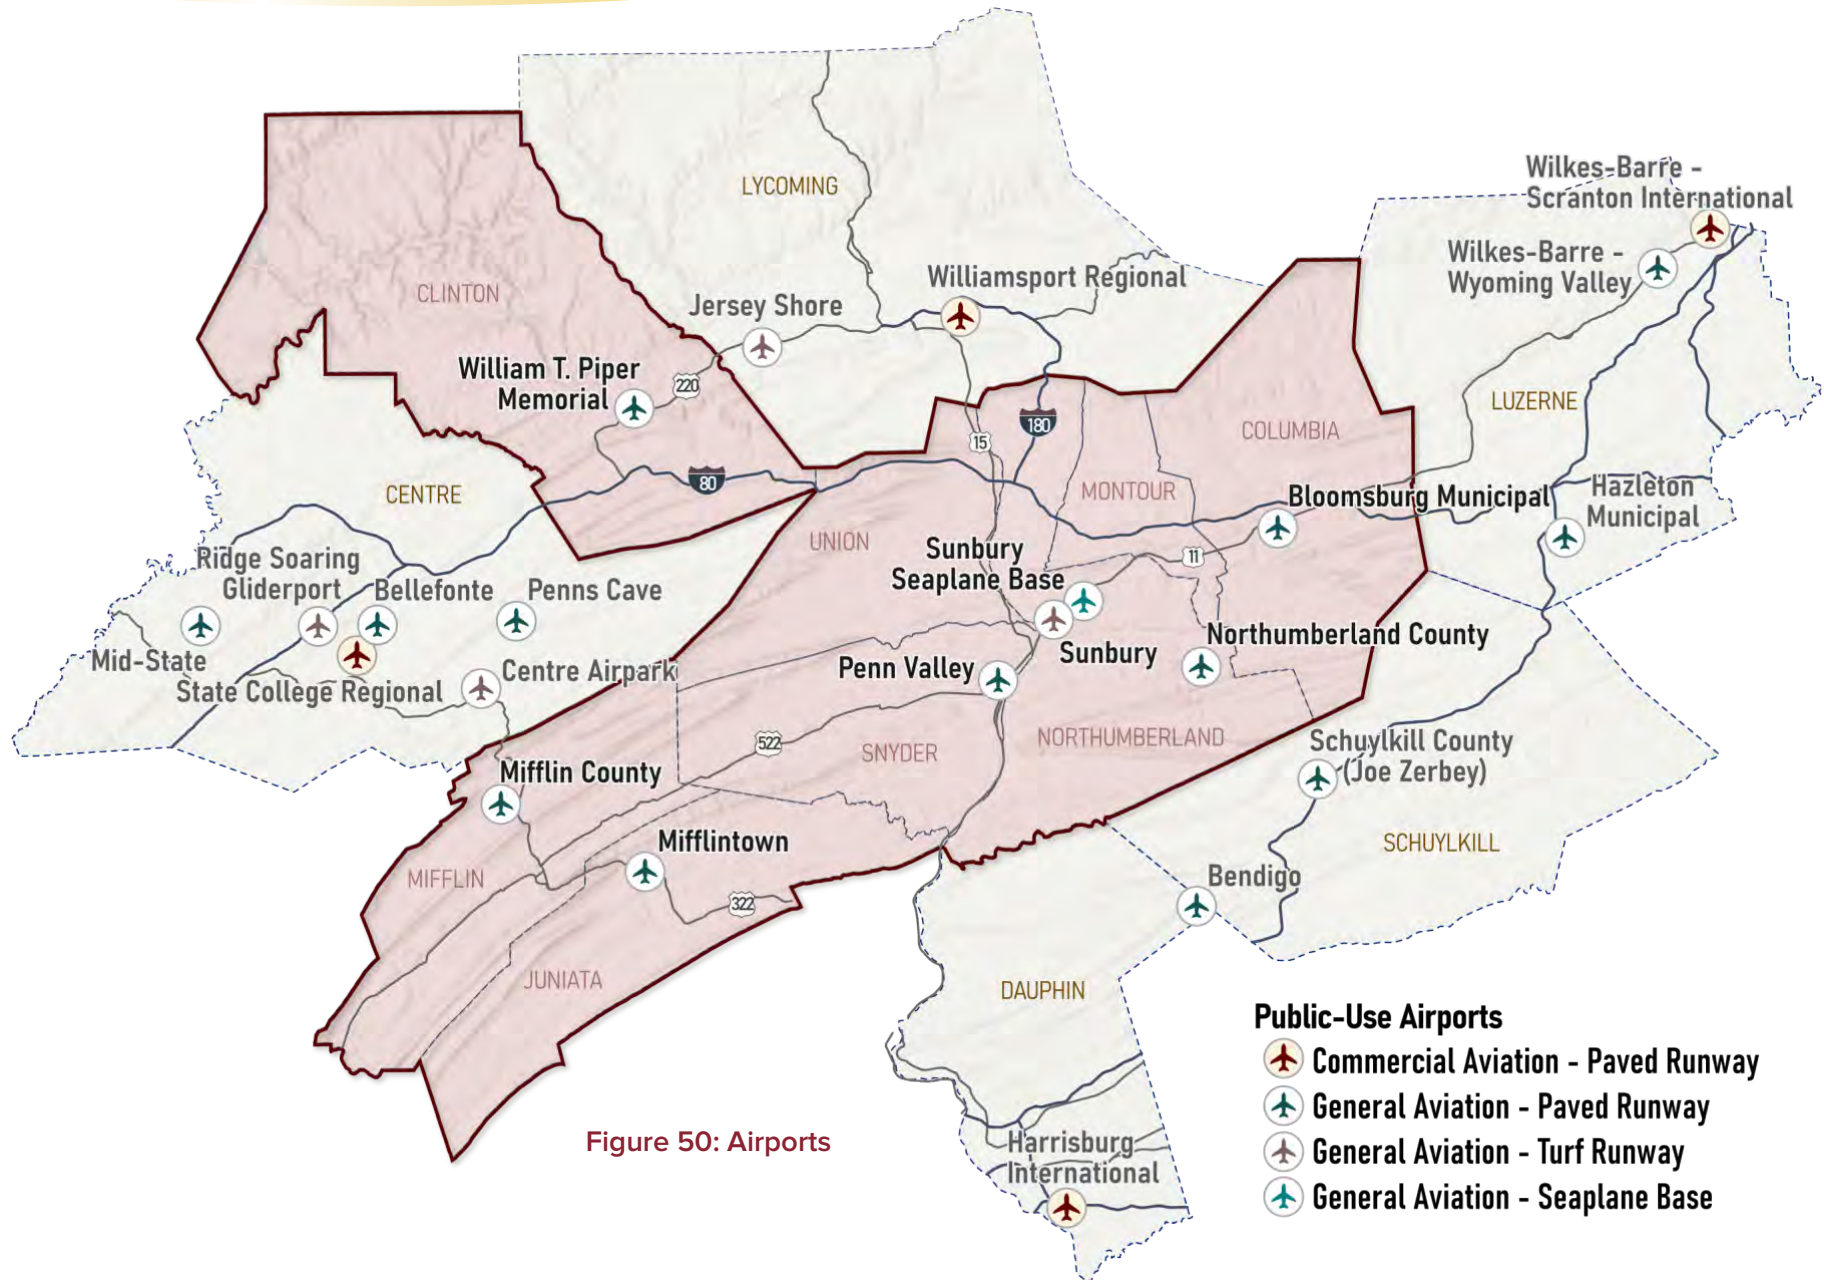 LYCOMING
Wilkes-Barre -
Scranton International
Wilkes-Barre -
Wyoming Valley
Williamsport Regional
CLINTON
Jersey Shore
William T. Piper
Memorial
220
LUZERNE
15
180
COLUMBIA
CENTRE
80
MONTOUR
Bloomsburg Municipal
Hazleton
Municipal
UNION
Sunbury
Seaplane Base
11
Ridge Soaring
Gliderport
Bellefonte
Penns Cave
Mid-State
State College Regional
Centre Airpark
Penn Valley
Sunbury
Northumberland County
522
SNYDER
NORTHUMBERLAND
Schuylkill County
(Joe Zerbey)
Mifflin County
Mifflintown
SCHUYLKILL
MIFFLIN
322
Bendigo
JUNIATA
DAUPHIN
Harrisburg
International
Public-Use Airports
Commercial Aviation - Paved Runway
General Aviation - Paved Runway
General Aviation - Turf Runway
General Aviation - Seaplane Base
Figure 50: Airports